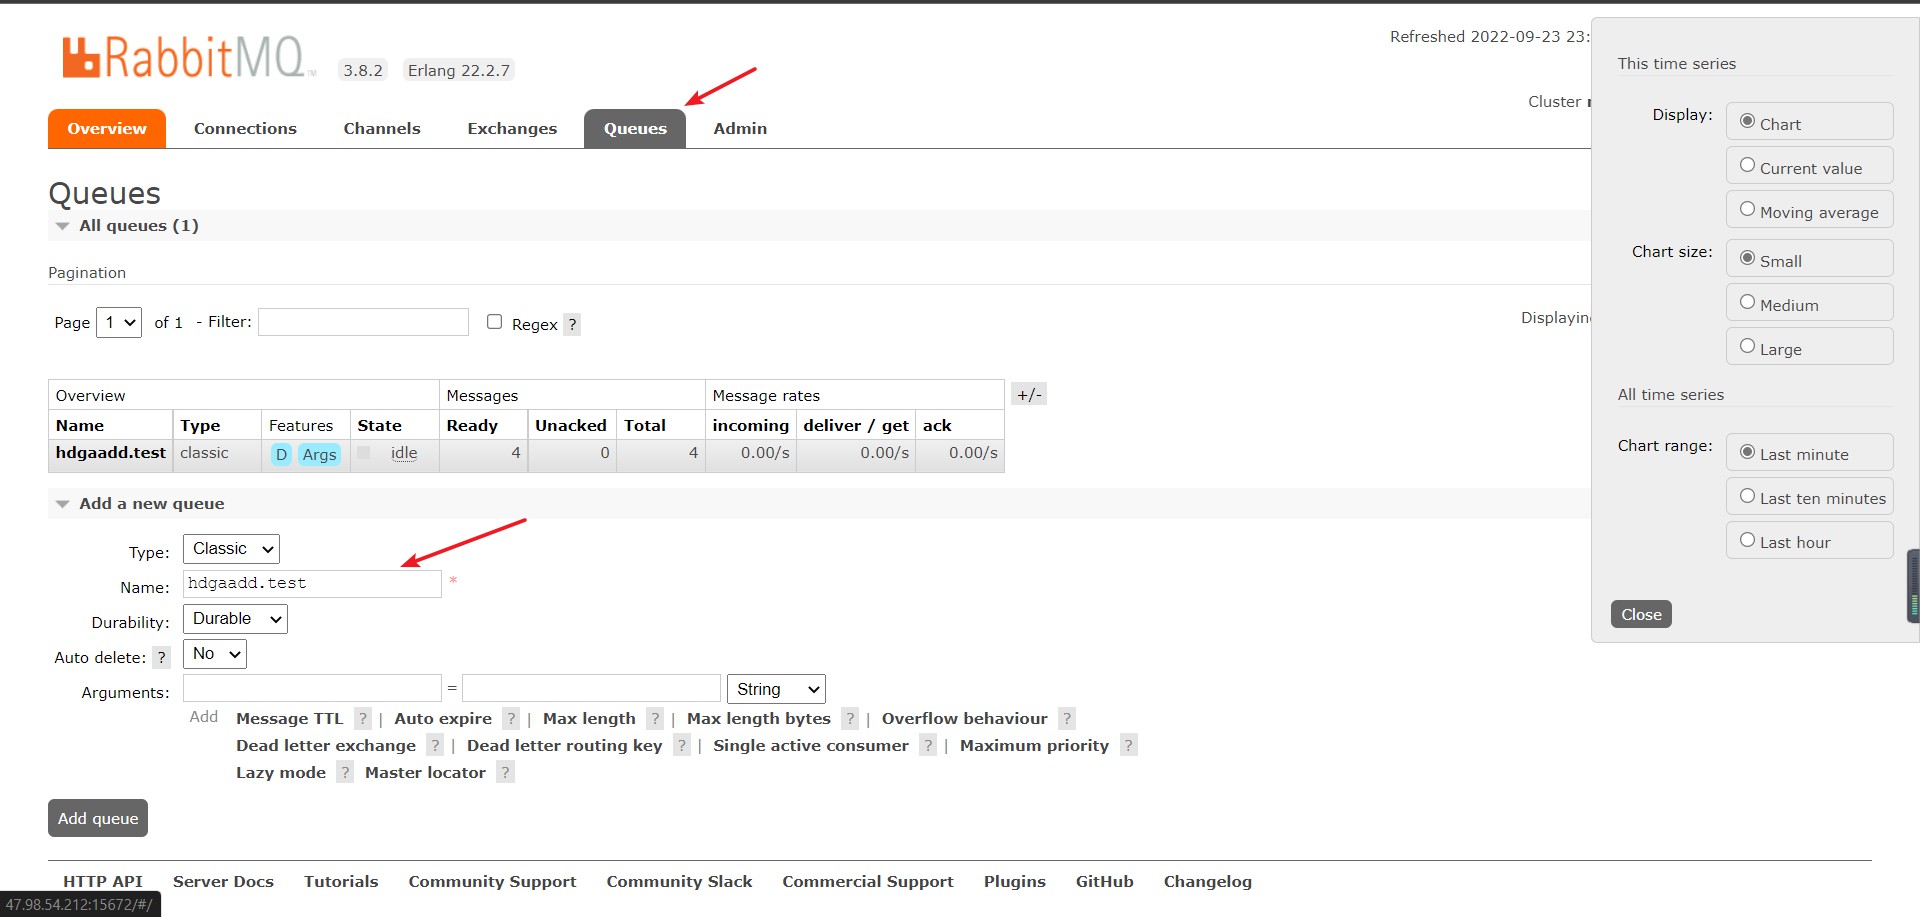 RabbitMQ TM 3.8.2 Erlang 22.2.7
Refreshed 2022-09-23 23:
Cluster
Overview Connections Channels Exchanges Queues Admin
Queues
All queues (1)
Pagination
Page 1 of 1 - Filter: Regex ?
Displayin
Overview Messages Message rates +/-
Name Type Features State Ready Unacked Total incoming deliver / get ack
hdgaadd.test classic D Args idle 4 0 4 0.00/s 0.00/s 0.00/s
Add a new queue
Type: Classic
Name: hdgaadd.test *
Durability: Durable
Auto delete: ? No
Arguments: = String
Add Message TTL ? | Auto expire ? | Max length ? | Max length bytes ? | Overflow behaviour ?
Dead letter exchange ? | Dead letter routing key ? | Single active consumer ? | Maximum priority ?
Lazy mode ? Master locator ?
Add queue
HTTP API Server Docs Tutorials Community Support Community Slack Commercial Support Plugins GitHub Changelog
47.98.54.212:15672/#/
This time series
Display: Chart
Current value
Moving average
Chart size: Small
Medium
Large
All time series
Chart range: Last minute
Last ten minutes
Last hour
Close